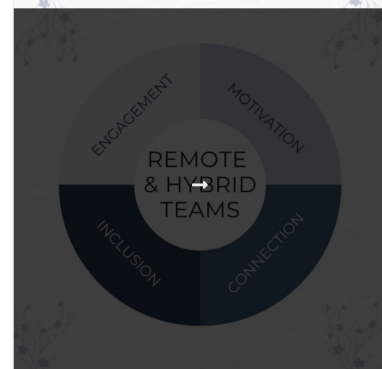 ENGAGEMENT
MOTIVATION
REMOTE
& HYBRID
TEAMS
INCLUSION
CONNECTION